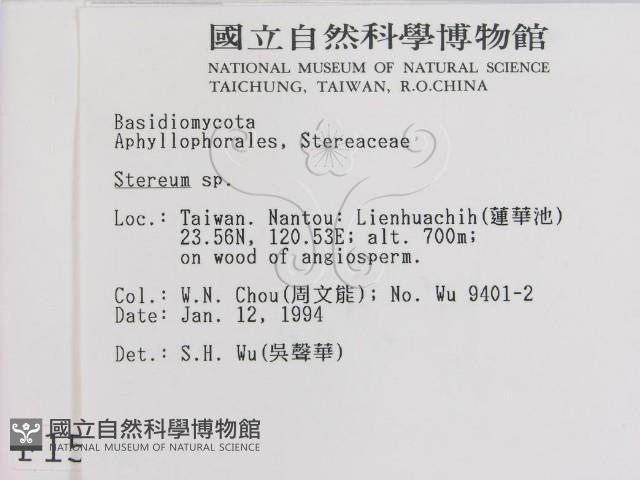 國立自然科學博物館
NATIONAL MUSEUM OF NATURAL SCIENCE
TAICHUNG, TAIWAN, R.O.CHINA
Basidiomycota
Aphyllophorales, Stereaceae
Stereum sp.
Loc.: Taiwan. Nantou: Lienhuachih(蓮華池)
23.56N, 120.53E; alt. 700m;
on wood of angiosperm.
Col.: W.N. Chou(周文能); No. Wu 9401-2
Date: Jan. 12, 1994
Det.: S.H. Wu(吳聲華)
國立自然科學博物館
NATIONAL MUSEUM OF NATURAL SCIENCE